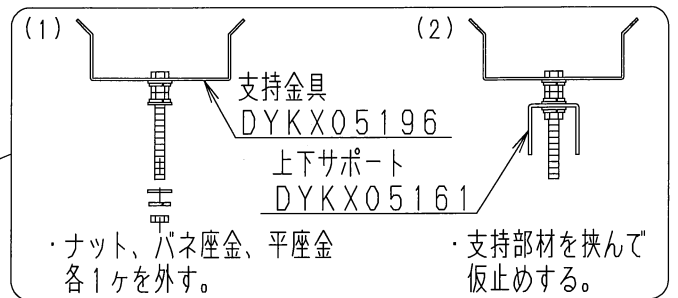 (1)
(2)
支持金具
DYKX05196
上下サポート
DYKX05161
・ナット、バネ座金、平座金
各1ヶを外す。
・支持部材を挟んで
仮止めする。